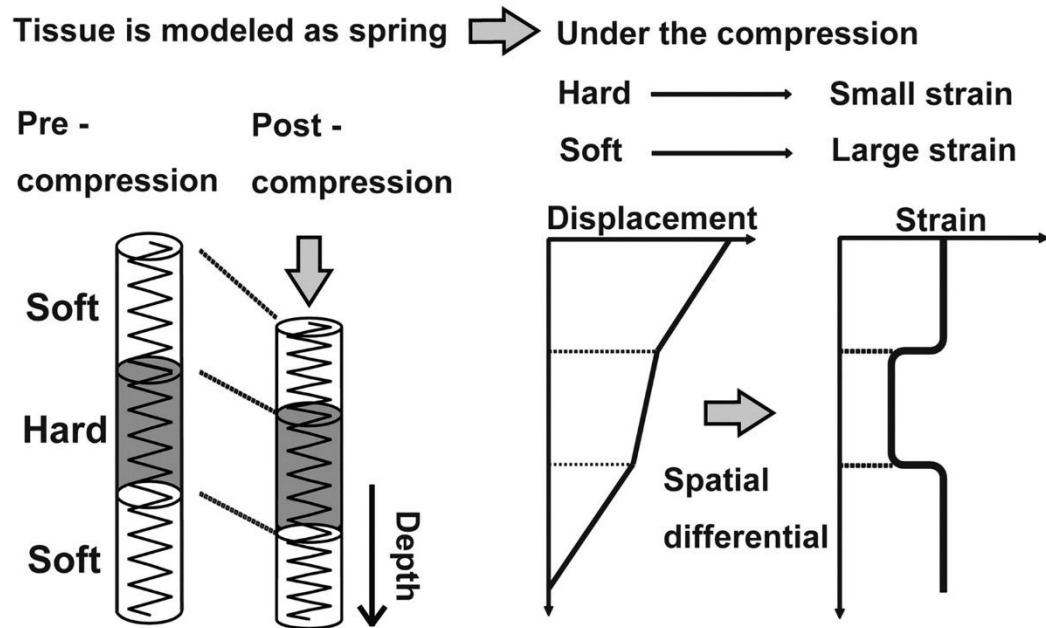 Tissue is modeled as spring
Under the compression
Hard
Small strain
Soft
Large strain
Pre -
compression
Post -
compression
Soft
Hard
Soft
Depth
Displacement
Strain
Spatial
differential